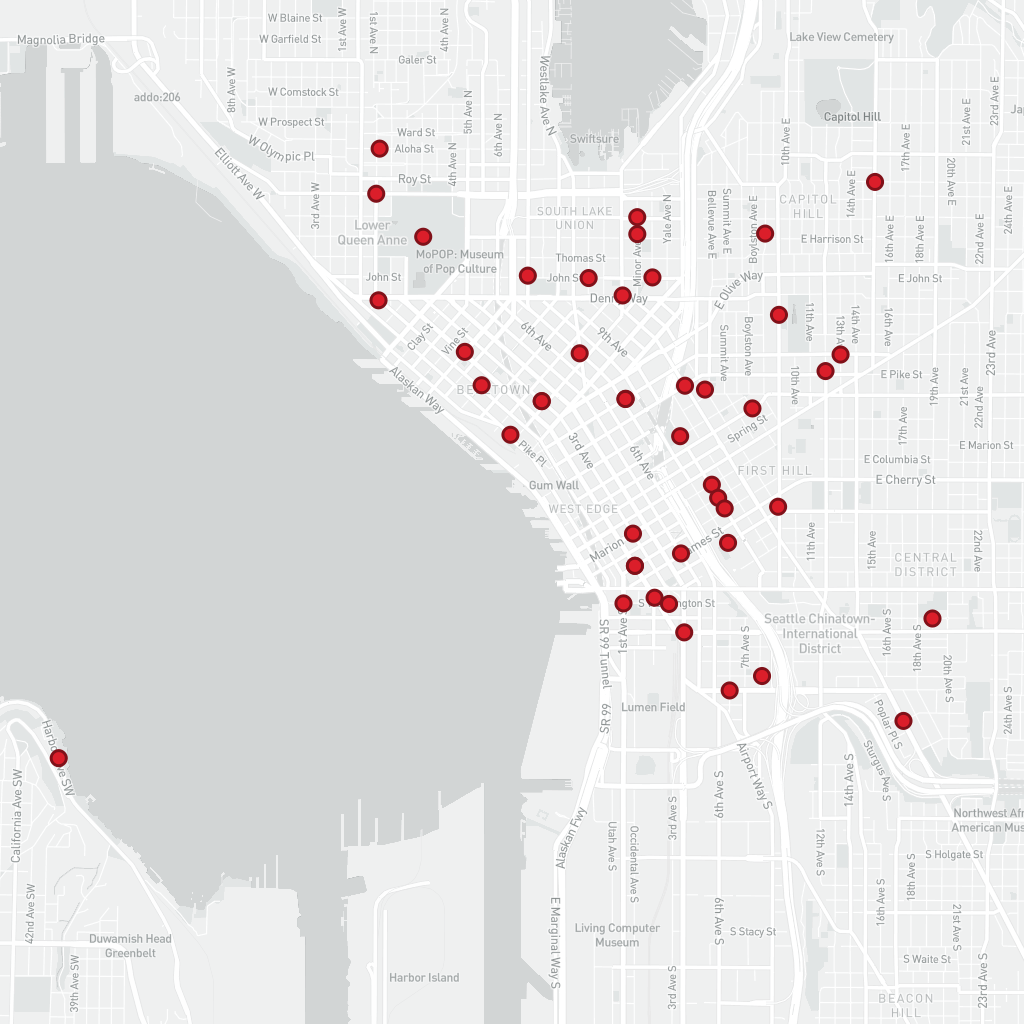 W Blaine St
1st Ave W
1st Ave N
4th Ave N
Magnolia Bridge
W Garfield St
Lake View Cemetery
Galer St
addo:206
8th Ave W
W Comstock St
5th Ave N
6th Ave N
Westlake Ave N
23rd Ave E
21st Ave E
W Prospect St
Capitol Hill
10th Ave E
W Olympic Pl
Ward St
Aloha St
4th Ave N
Swiftsure
17th Ave E
Elliott Ave W
Roy St
3rd Ave W
14th Ave E
20th Ave E
Yale Ave N
Bellevue Ave E
Summit Ave E
Boylston Ave E
CAPITOL
HILL
16th Ave E
18th Ave E
22nd Ave E
24th Ave E
Lower
Queen Anne
SOUTH LAKE
UNION
E Harrison St
MoPOP: Museum
of Pop Culture
Thomas St
John St
John St
Minor Ave
E John St
Denny Way
E Olive Way
Clay St
Vine St
6th Ave
9th Ave
Summit Ave
Boylston Ave
11th Ave
13th A
14th Ave
16th Ave
23rd Ave
Alaskan Way
BELLTOWN
10th Ave
E Pike St
19th Ave
21st Ave
22nd Ave
Pike Pl
3rd Ave
6th Ave
Spring St
17th Ave
E Marion St
Gum Wall
FIRST HILL
E Columbia St
E Cherry St
WEST EDGE
Marion
James St
11th Ave
15th Ave
CENTRAL
DISTRICT
22nd Ave
S Washington St
1st Ave S
SR 99 Tunnel
7th Ave S
Seattle Chinatown-
International
District
16th Ave S
18th Ave S
20th Ave S
24th Ave S
Lumen Field
SR 99
Poplar Pl S
Harbor Ave SW
Airport Way S
Sturgus Ave S
14th Ave S
California Ave SW
6th Ave S
3rd Ave S
Alaskan Fwy
Utah Ave S
Occidental Ave S
12th Ave S
Northwest Afr
American Mus
S Holgate St
18th Ave S
16th Ave S
42nd Ave SW
E Marginal Way S
6th Ave S
21st Ave S
Living Computer
Museum
S Stacy St
Duwamish Head
Greenbelt
39th Ave SW
Harbor Island
3rd Ave S
S Waite St
23rd Ave S
BEACON
HILL